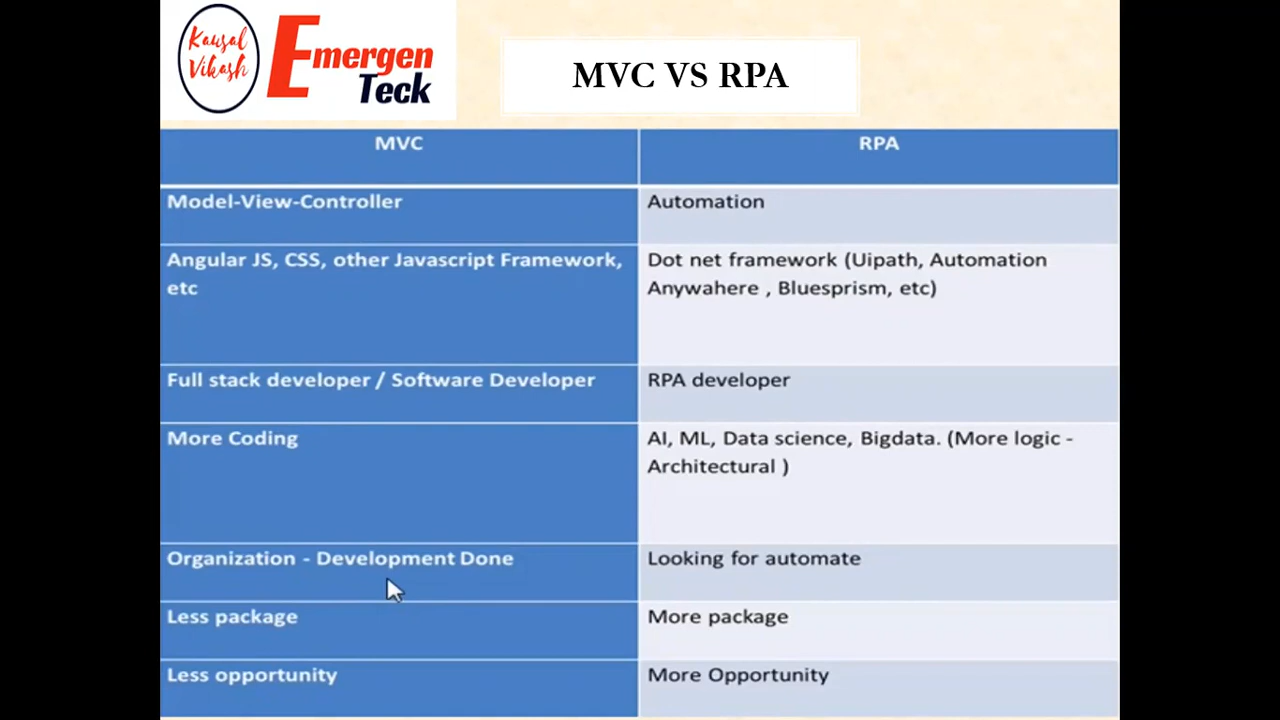 Kausal
Vikash
Emergen
Teck
MVC VS RPA
MVC
RPA
Model-View-Controller
Automation
Angular JS, CSS, other Javascript Framework,
etc
Dot net framework (Uipath, Automation
Anywahere , Bluesprism, etc)
Full stack developer / Software Developer
RPA developer
More Coding
AI, ML, Data science, Bigdata. (More logic -
Architectural )
Organization - Development Done
Looking for automate
Less package
More package
Less opportunity
More Opportunity